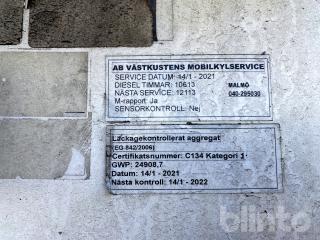 AB VÄSTKUSTENS MOBILKYLSERVICE
SERVICE DATUM: 14/1 - 2021
DIESEL TIMMAR: 10613 MALMÖ
NÄSTA SERVICE: 12113 040-295030
M-rapport: Ja
SENSORKONTROLL: Nej
Läckagekontrollerat aggregat
(EG-842/2006)
Certifikatsnummer: C134 Kategori 1
GWP: 24908,7
Datum: 14/1 - 2021
Nästa kontroll: 14/1 - 2022
blinto